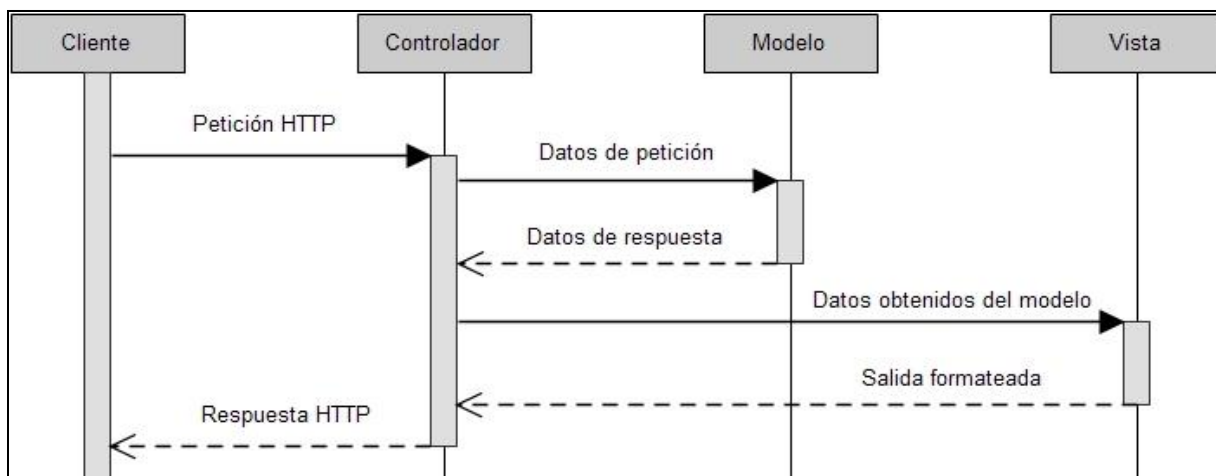 Cliente
Controlador
Modelo
Vista
Petición HTTP
Datos de petición
Datos de respuesta
Datos obtenidos del modelo
Salida formateada
Respuesta HTTP